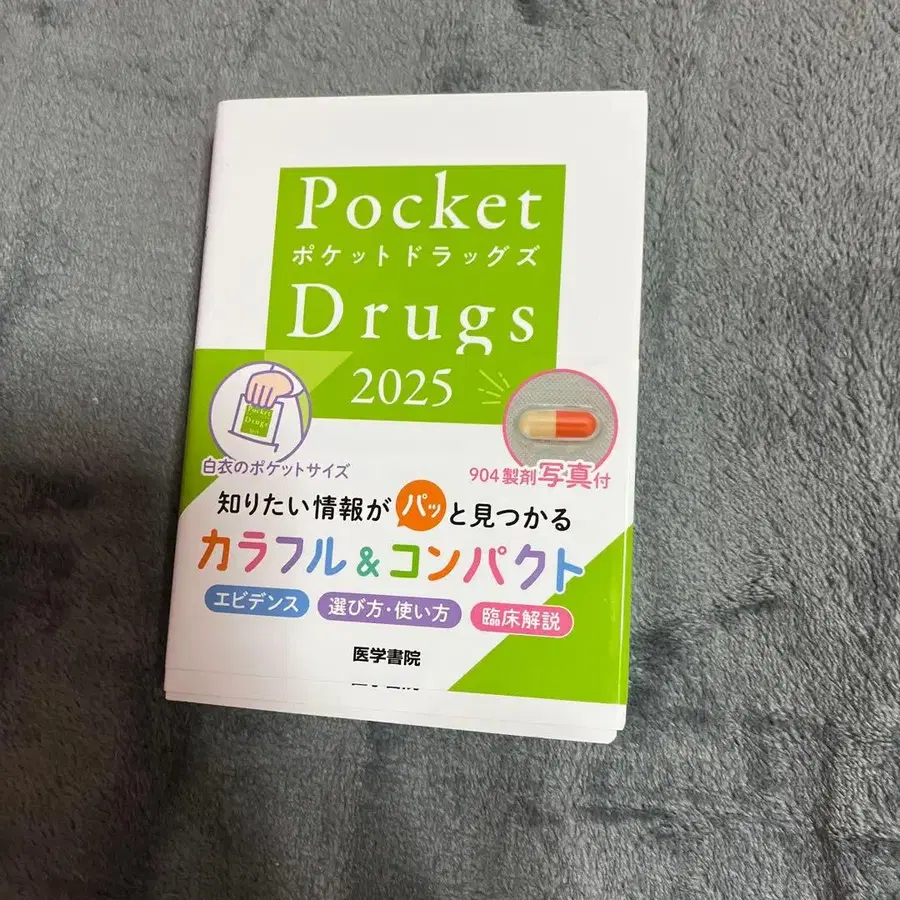 Pocket
ポケットドラッグズ
Drugs
2025
Pocket
Drugs
白衣のポケットサイズ
904製剤写真付
知りたい情報がパッと見つかる
カラフル&コンパクト
エビデンス 選び方・使い方 臨床解説
医学書院